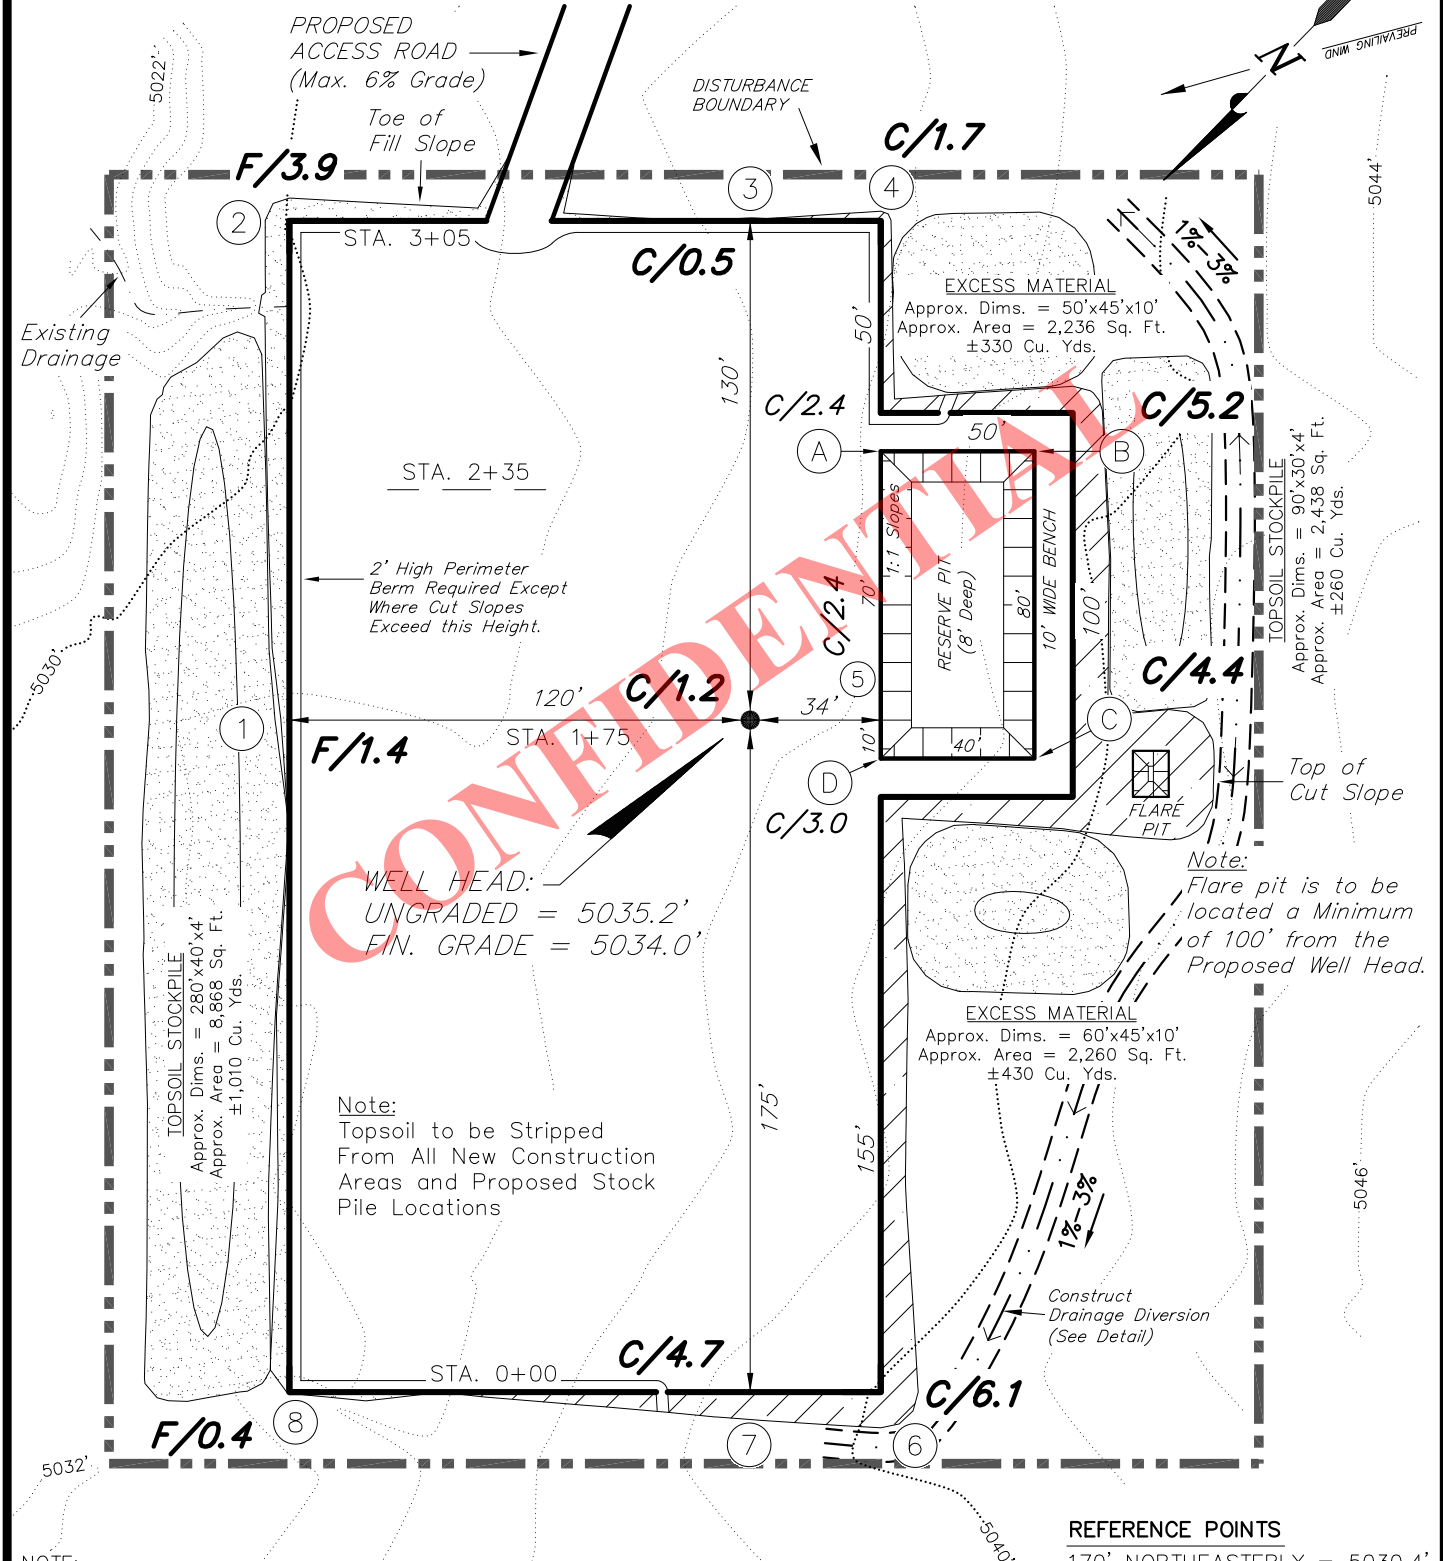 PROPOSED
ACCESS ROAD
(Max. 6% Grade)
Toe of
Fill Slope
DISTURBANCE
BOUNDARY
N
PREVAILING WIND
5022'
5044'
F/3.9
C/1.7
2
3
4
STA. 3+05
C/0.5
1%-3%
EXCESS MATERIAL
Approx. Dims. = 50'x45'x10'
Approx. Area = 2,236 Sq. Ft.
±330 Cu. Yds.
Existing
Drainage
50'
130'
C/2.4
C/5.2
50'
A
B
STA. 2+35
1:1 Slopes
RESERVE PIT
(8' Deep)
10' WIDE BENCH
80'
70'
100'
C/2.4
TOPSOIL STOCKPILE
Approx. Dims. = 90'x30'x4'
Approx. Area = 2,438 Sq. Ft.
±260 Cu. Yds.
2' High Perimeter
Berm Required Except
Where Cut Slopes
Exceed this Height.
5030'
C/4.4
120'
C/1.2
5
34'
1
F/1.4
STA. 1+75
10'
40'
C
D
C/3.0
FLARE
PIT
Top of
Cut Slope
WELL HEAD:
UNGRADED = 5035.2'
FIN. GRADE = 5034.0'
CONFIDENTIAL
Note:
Flare pit is to be
located a Minimum
of 100' from the
Proposed Well Head.
TOPSOIL STOCKPILE
Approx. Dims. = 280'x40'x4'
Approx. Area = 8,868 Sq. Ft.
±1,010 Cu. Yds.
EXCESS MATERIAL
Approx. Dims. = 60'x45'x10'
Approx. Area = 2,260 Sq. Ft.
±430 Cu. Yds.
Note:
Topsoil to be Stripped
From All New Construction
Areas and Proposed Stock
Pile Locations
175'
155'
5046'
1%-3%
Construct
Drainage Diversion
(See Detail)
STA. 0+00
C/4.7
C/6.1
F/0.4
8
7
6
5032'
5040'
REFERENCE POINTS
170' NORTHEASTERLY = 5030.4'
NOTE: